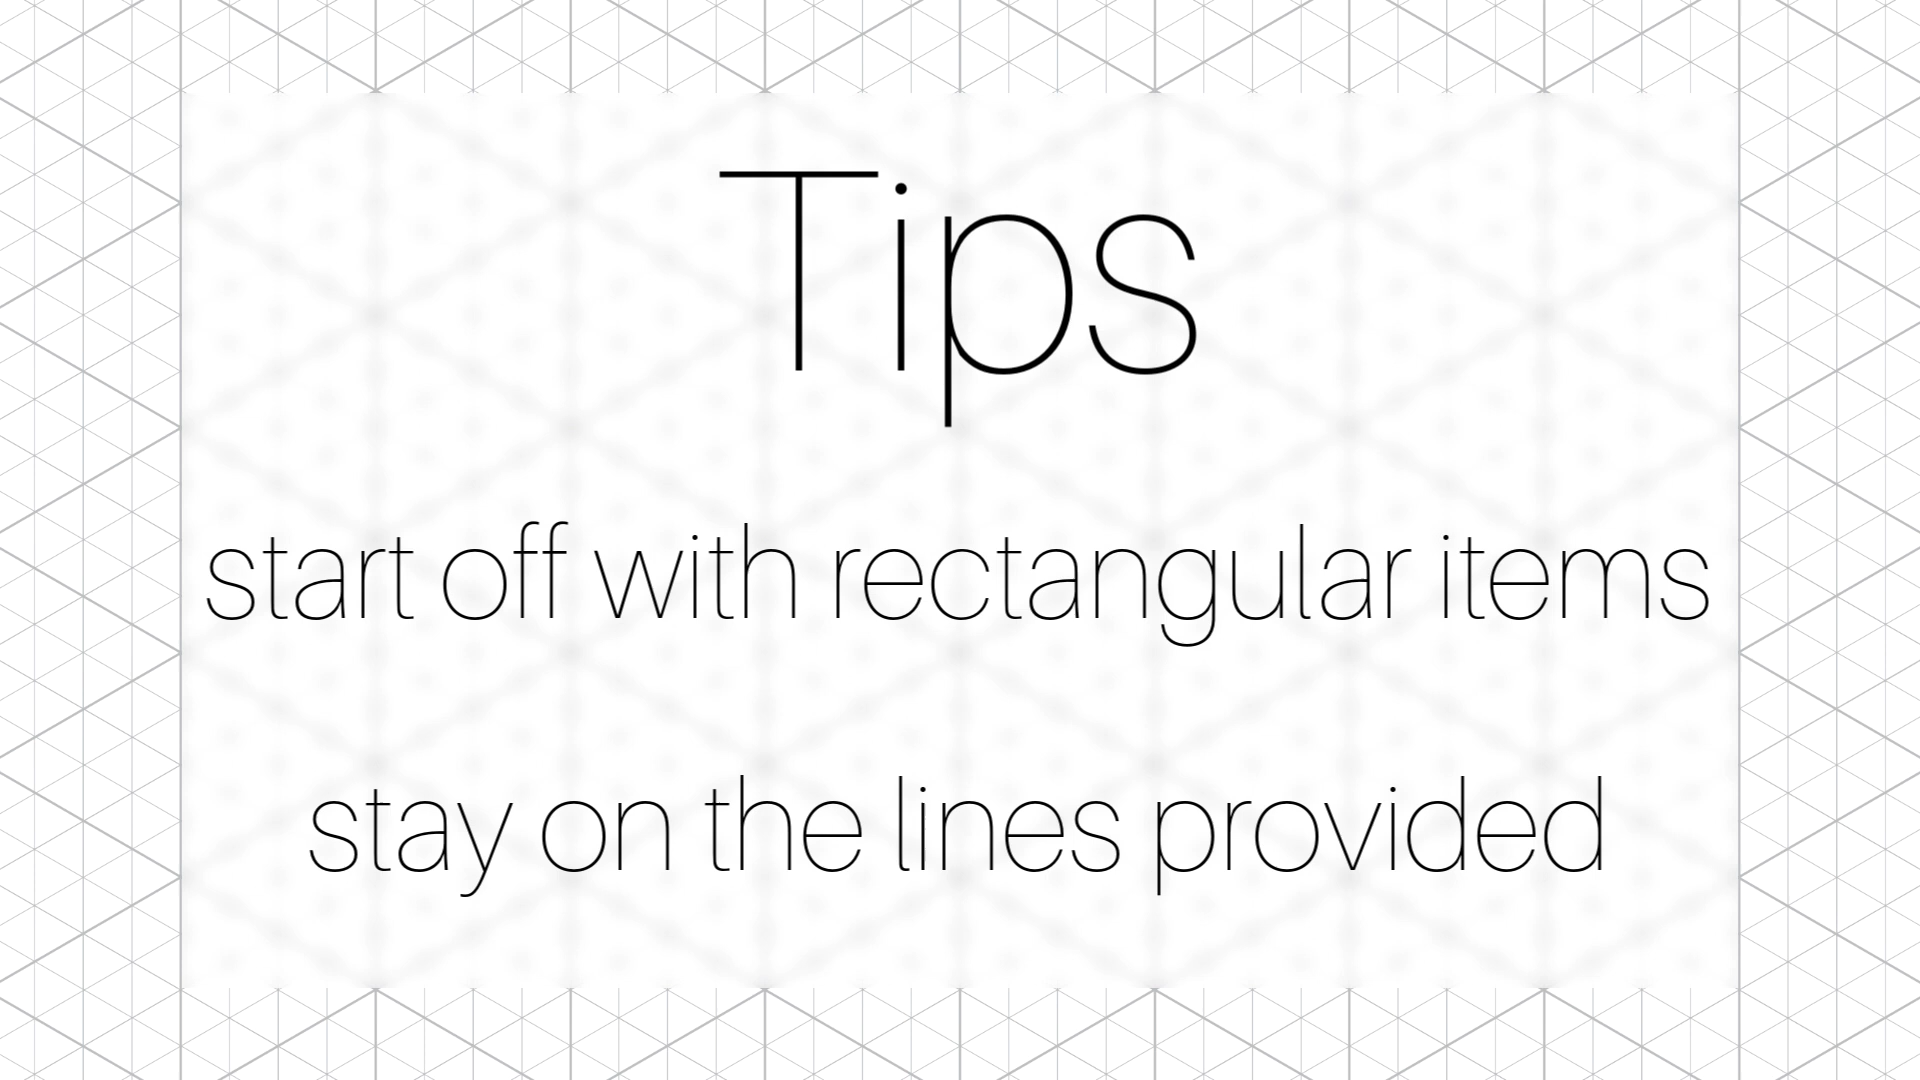 Tips
start off with rectangular items
stay on the lines provided